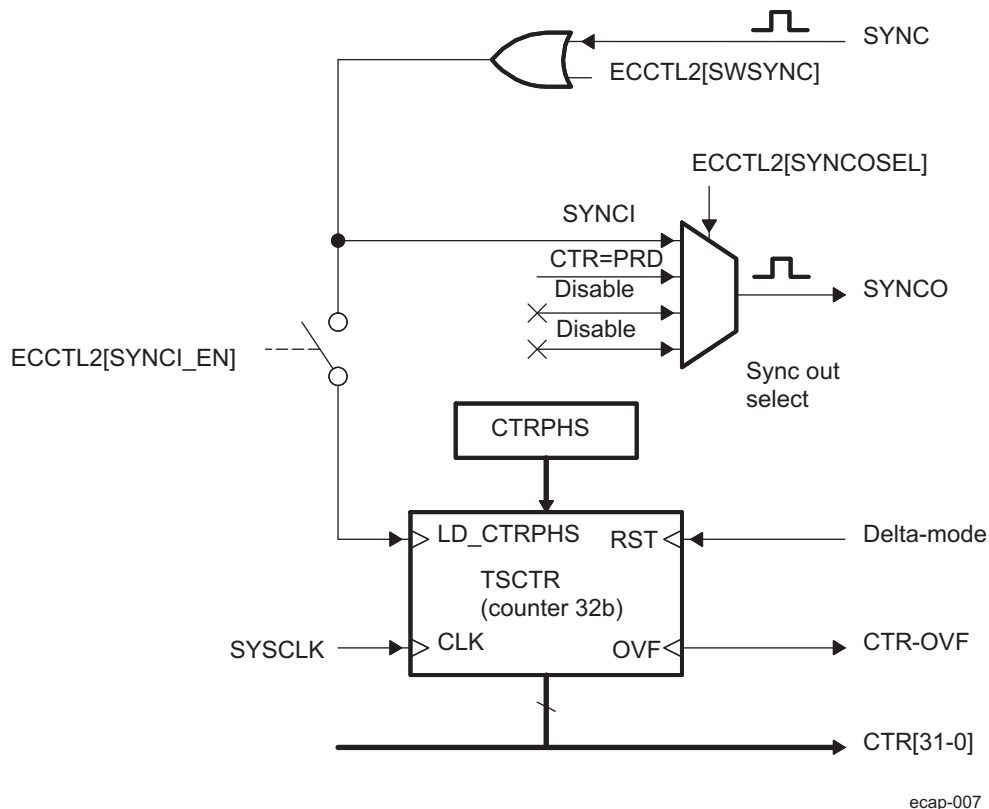 SYNC
ECCTL2[SWSYNC]
ECCTL2[SYNCOSEL]
SYNCI
CTR=PRD
Disable
Disable
SYNCO
ECCTL2[SYNCI_EN]
Sync out
select
CTRPHS
LD_CTRPHS
RST
Delta-mode
TSCTR
(counter 32b)
SYSCLK
CLK
OVF
CTR-OVF
CTR[31-0]
ecap-007